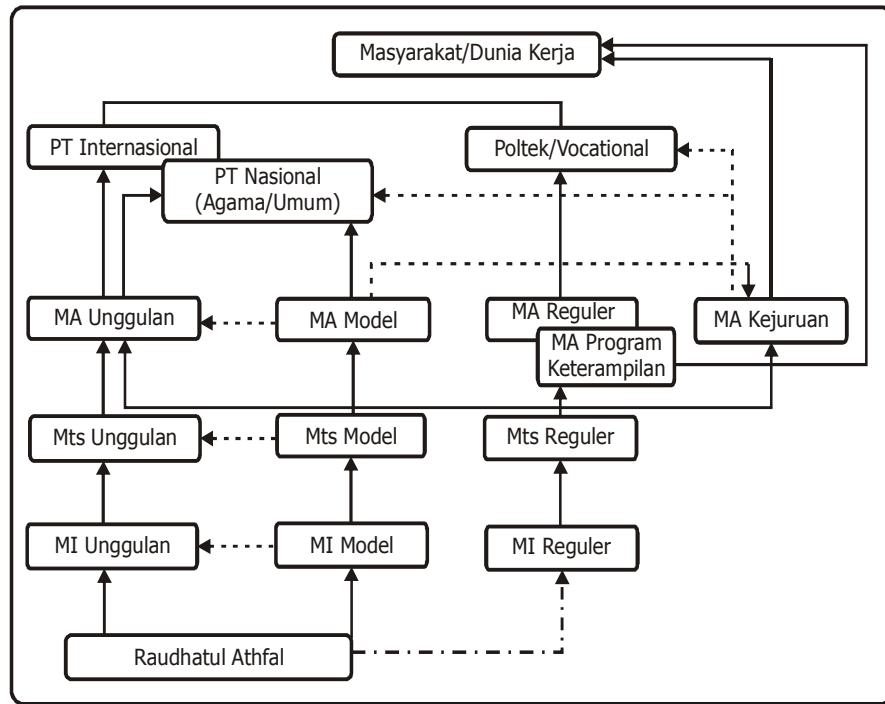 Masyarakat/Dunia Kerja
PT Internasional
Poltek/Vocational
PT Nasional
(Agama/Umum)
MA Unggulan
MA Model
MA Reguler
MA Kejuruan
MA Program
Keterampilan
Mts Unggulan
Mts Model
Mts Reguler
MI Unggulan
MI Model
MI Reguler
Raudhatul Athfal